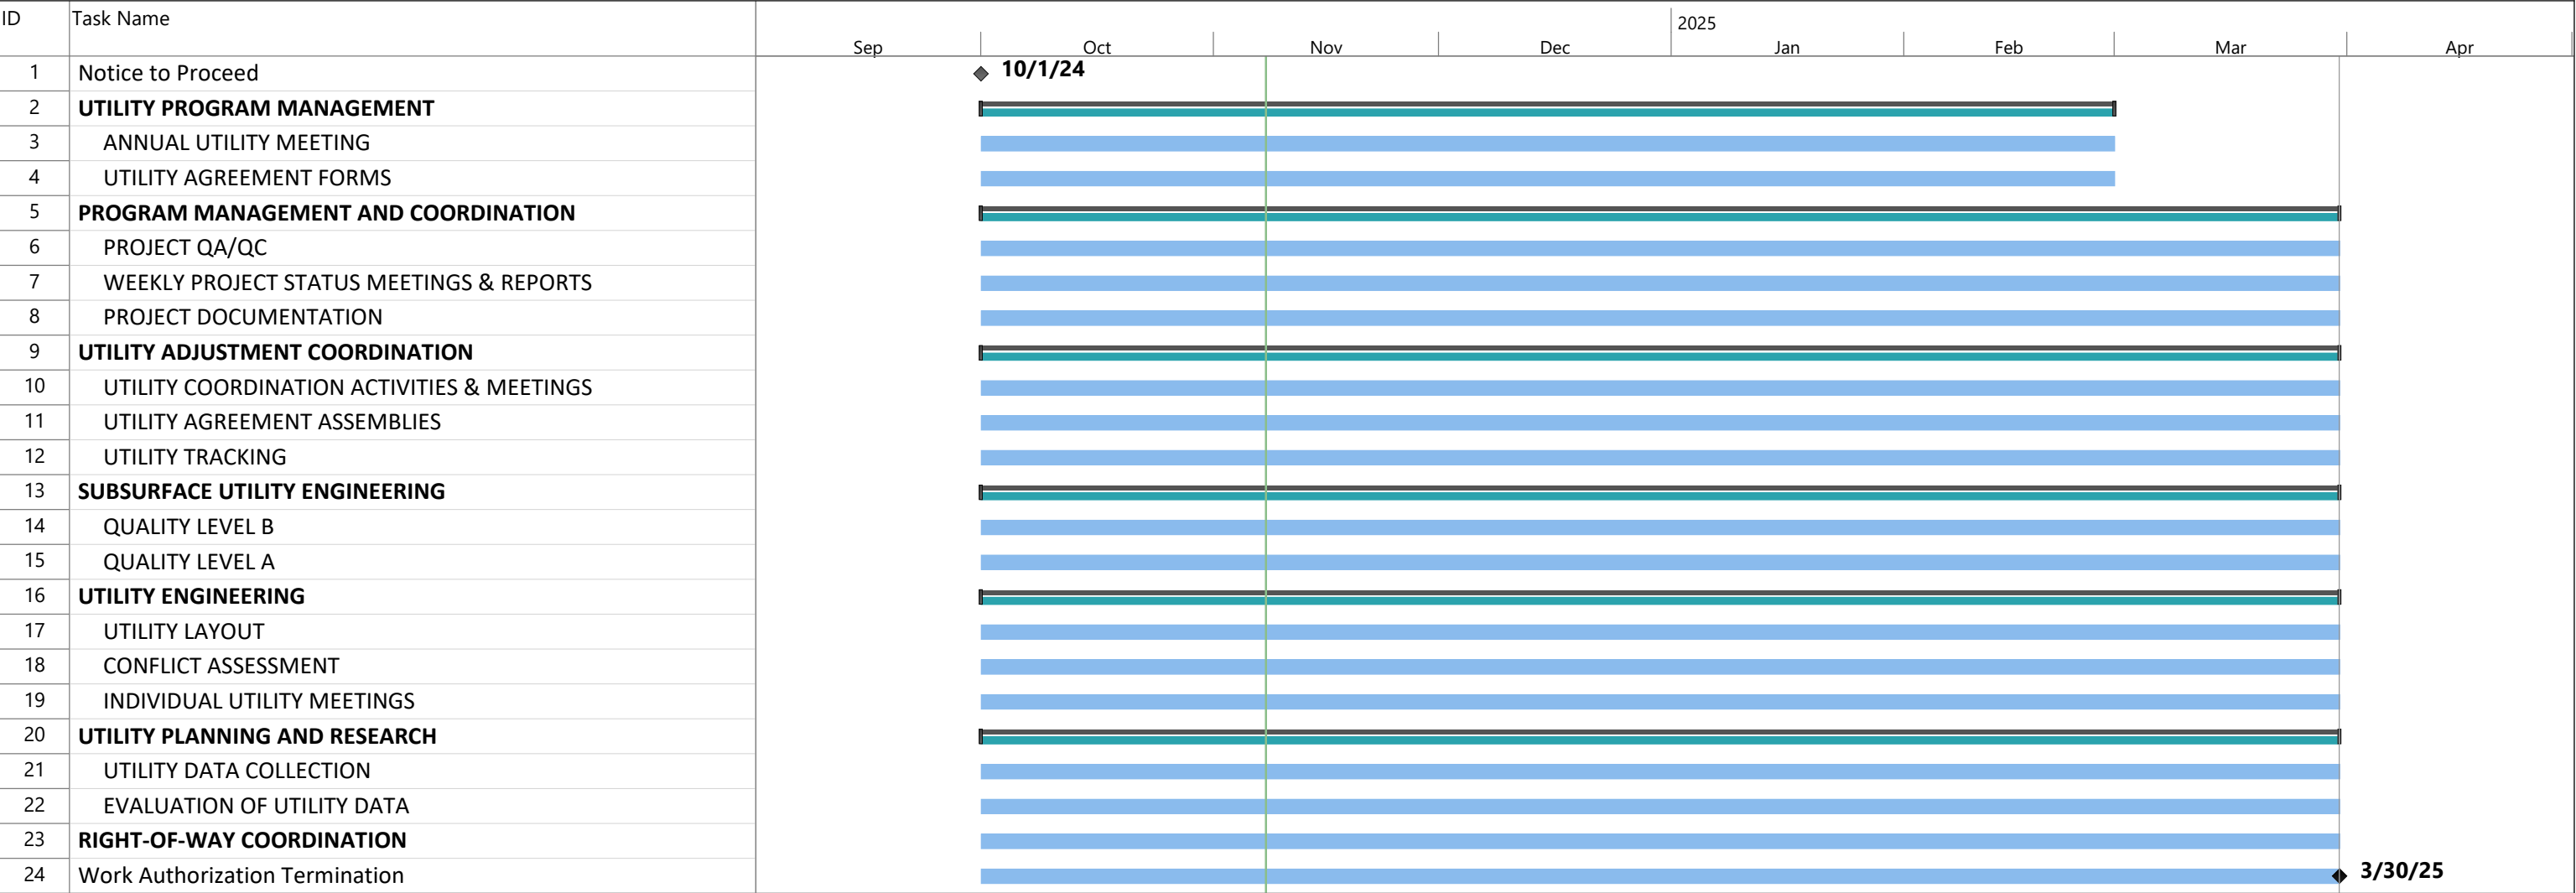 ID Task Name 2025
Sep Oct Nov Dec Jan Feb Mar Apr
1 Notice to Proceed 10/1/24
2 UTILITY PROGRAM MANAGEMENT
3 ANNUAL UTILITY MEETING
4 UTILITY AGREEMENT FORMS
5 PROGRAM MANAGEMENT AND COORDINATION
6 PROJECT QA/QC
7 WEEKLY PROJECT STATUS MEETINGS & REPORTS
8 PROJECT DOCUMENTATION
9 UTILITY ADJUSTMENT COORDINATION
10 UTILITY COORDINATION ACTIVITIES & MEETINGS
11 UTILITY AGREEMENT ASSEMBLIES
12 UTILITY TRACKING
13 SUBSURFACE UTILITY ENGINEERING
14 QUALITY LEVEL B
15 QUALITY LEVEL A
16 UTILITY ENGINEERING
17 UTILITY LAYOUT
18 CONFLICT ASSESSMENT
19 INDIVIDUAL UTILITY MEETINGS
20 UTILITY PLANNING AND RESEARCH
21 UTILITY DATA COLLECTION
22 EVALUATION OF UTILITY DATA
23 RIGHT-OF-WAY COORDINATION
24 Work Authorization Termination 3/30/25